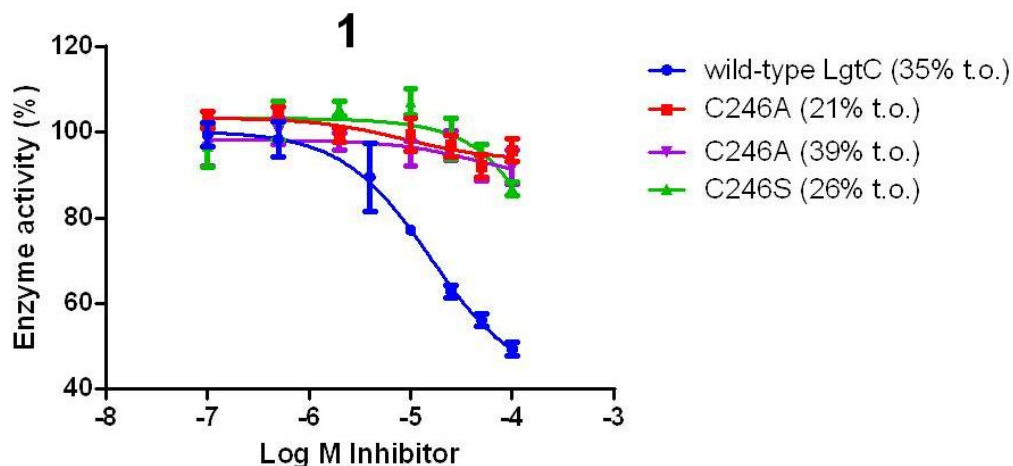 1
120
100
80
60
40
Enzyme activity (%)
-8 -7 -6 -5 -4 -3
Log M Inhibitor
wild-type LgtC (35% t.o.)
C246A (21% t.o.)
C246A (39% t.o.)
C246S (26% t.o.)